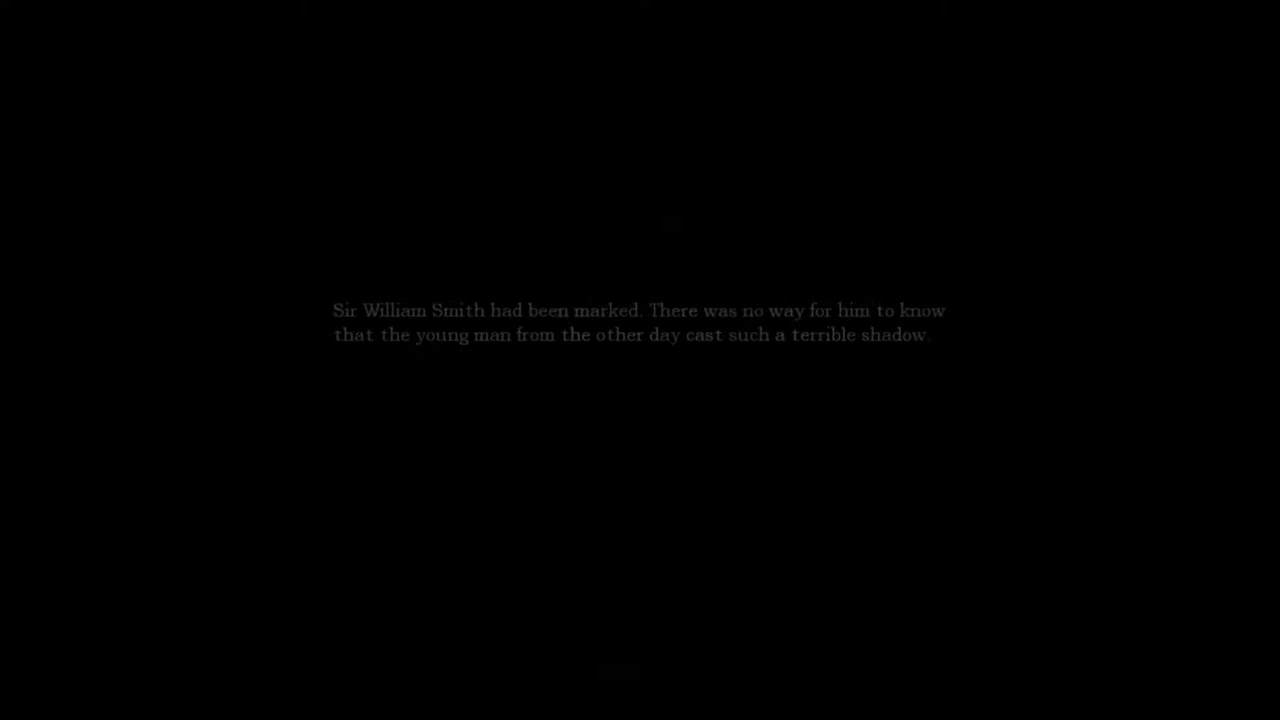 Sir William Smith had been marked. There was no way for him to know
that the young man from the other day cast such a terrible shadow.